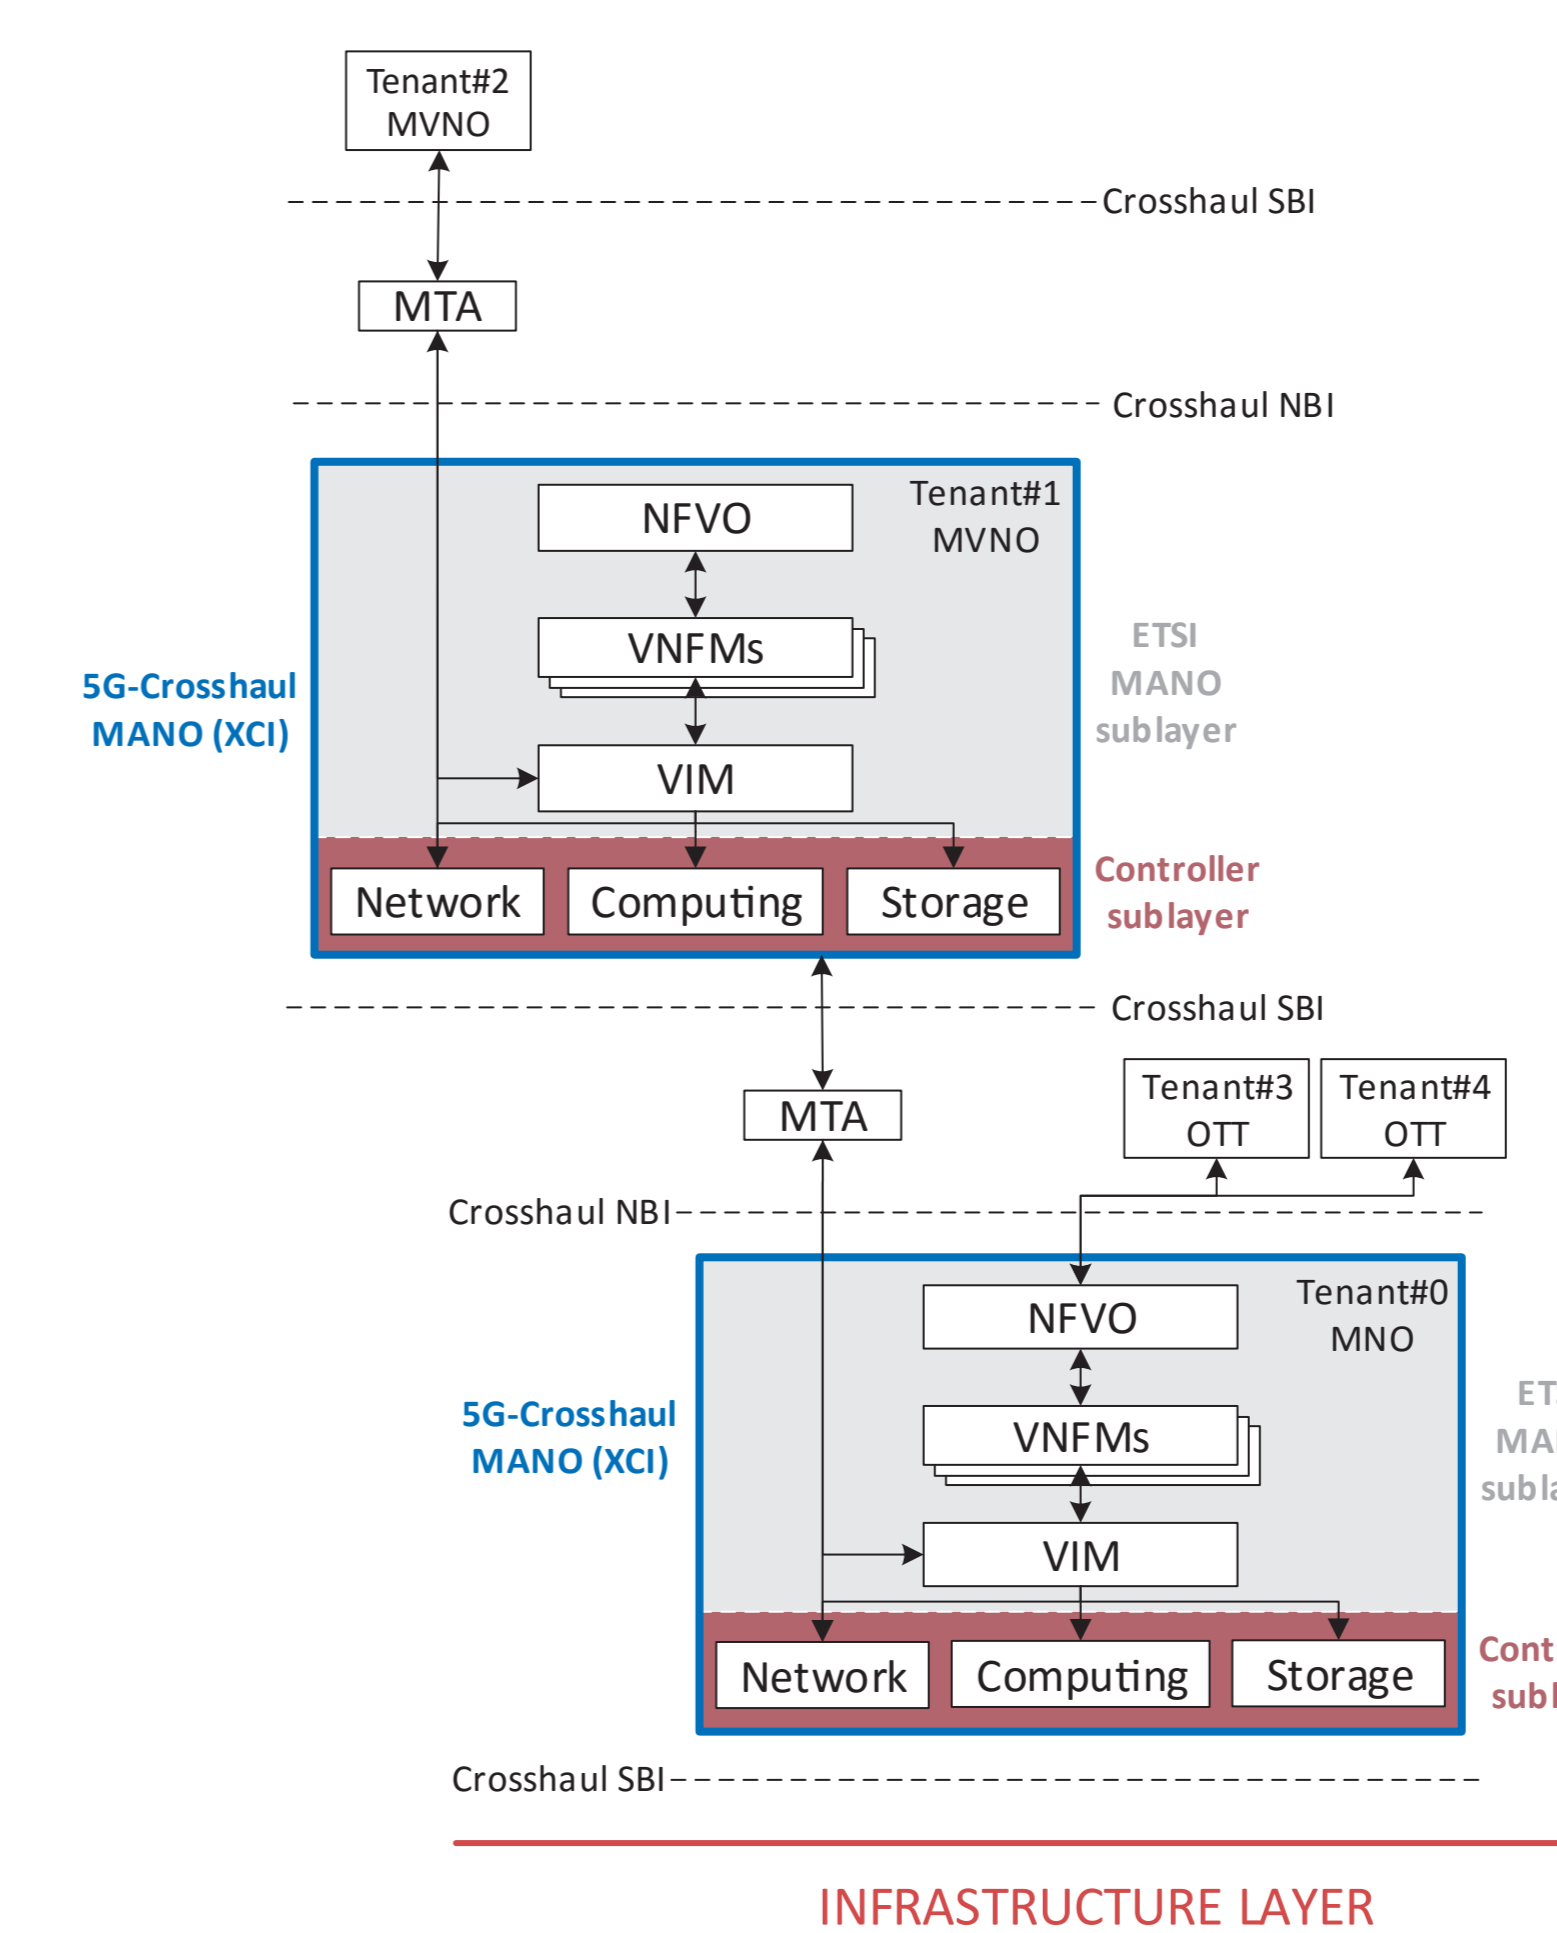 Tenant#2
MVNO
Crosshaul SBI
MTA
Crosshaul NBI
Tenant#1
MVNO
NFVO
VNFMs
VIM
5G-Crosshaul
MANO (XCI)
ETSI
MANO
sublayer
Network
Computing
Storage
Controller
sublayer
Crosshaul SBI
MTA
Tenant#3
OTT
Tenant#4
OTT
Crosshaul NBI
Tenant#0
MNO
NFVO
VNFMs
VIM
5G-Crosshaul
MANO (XCI)
Network
Computing
Storage
Crosshaul SBI
INFRASTRUCTURE LAYER